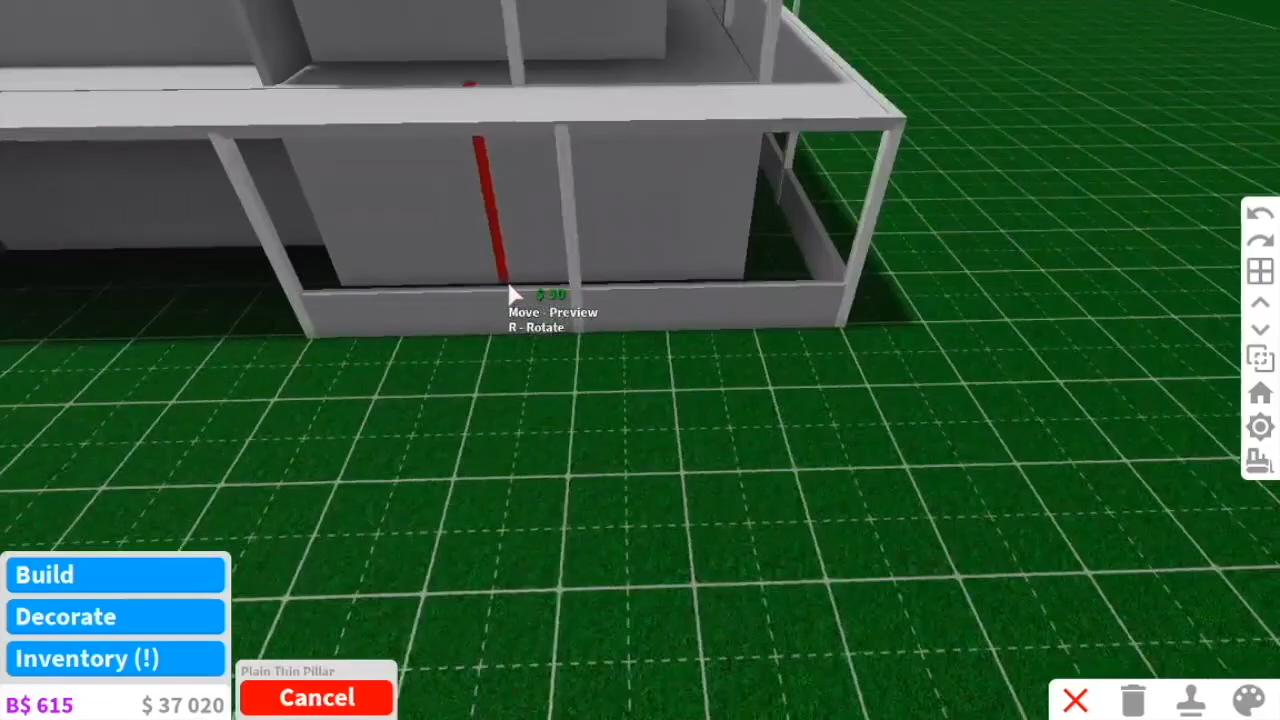 Move - Preview
R - Rotate
Build
Decorate
Inventory (!)
B$ 615
$ 37 020
Plain Thin Pillar
Cancel